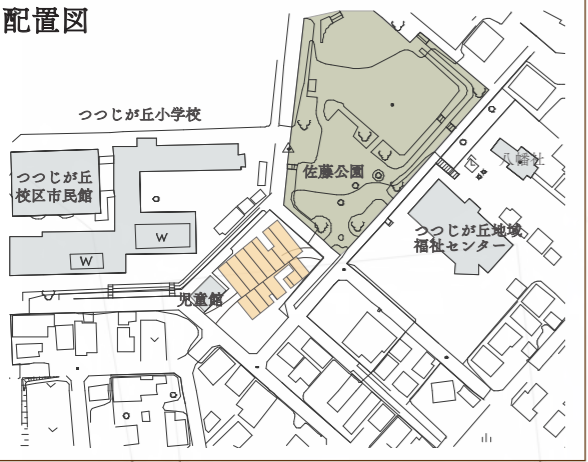 配置図
つつじが丘小学校
つつじが丘
校区市民館
佐藤公園
八幡社
つつじが丘地域
福祉センター
W
W
児童館
山